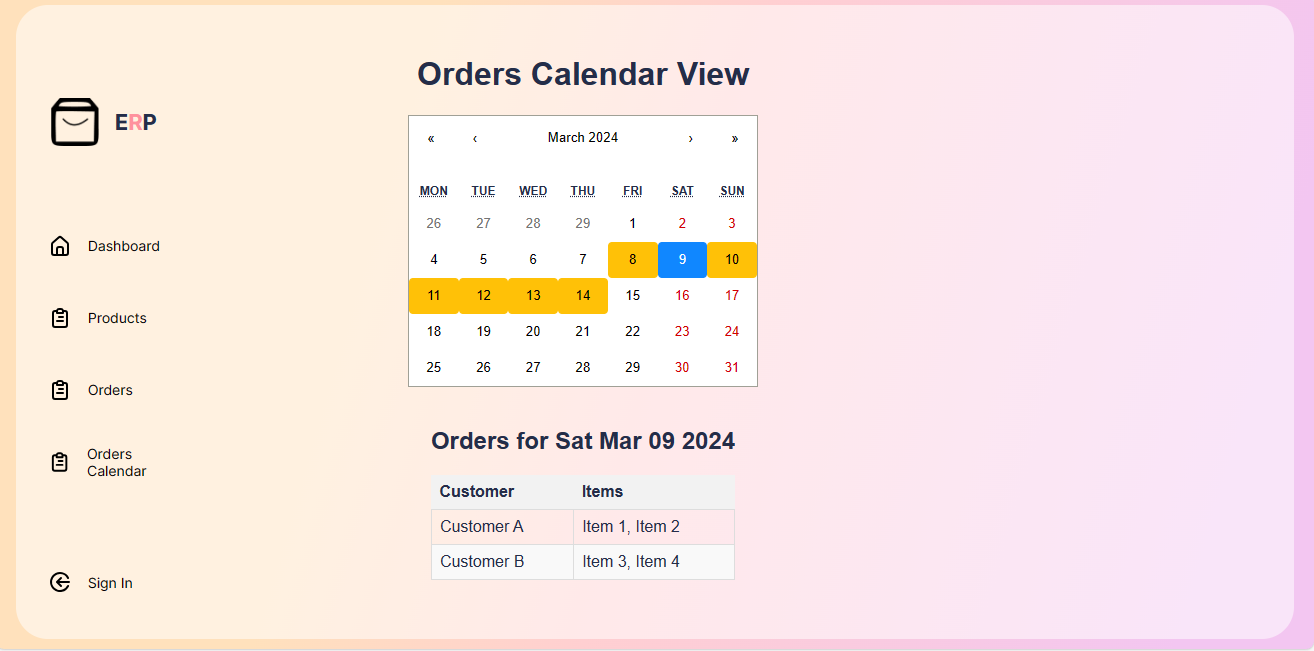 Orders Calendar View
ERP
Dashboard
Products
Orders
Orders
Calendar
Sign In
« ‹ March 2024 › »
MON TUE WED THU FRI SAT SUN
26 27 28 29 1 2 3
4 5 6 7 8 9 10
11 12 13 14 15 16 17
18 19 20 21 22 23 24
25 26 27 28 29 30 31
Orders for Sat Mar 09 2024
Customer Items
Customer A Item 1, Item 2
Customer B Item 3, Item 4